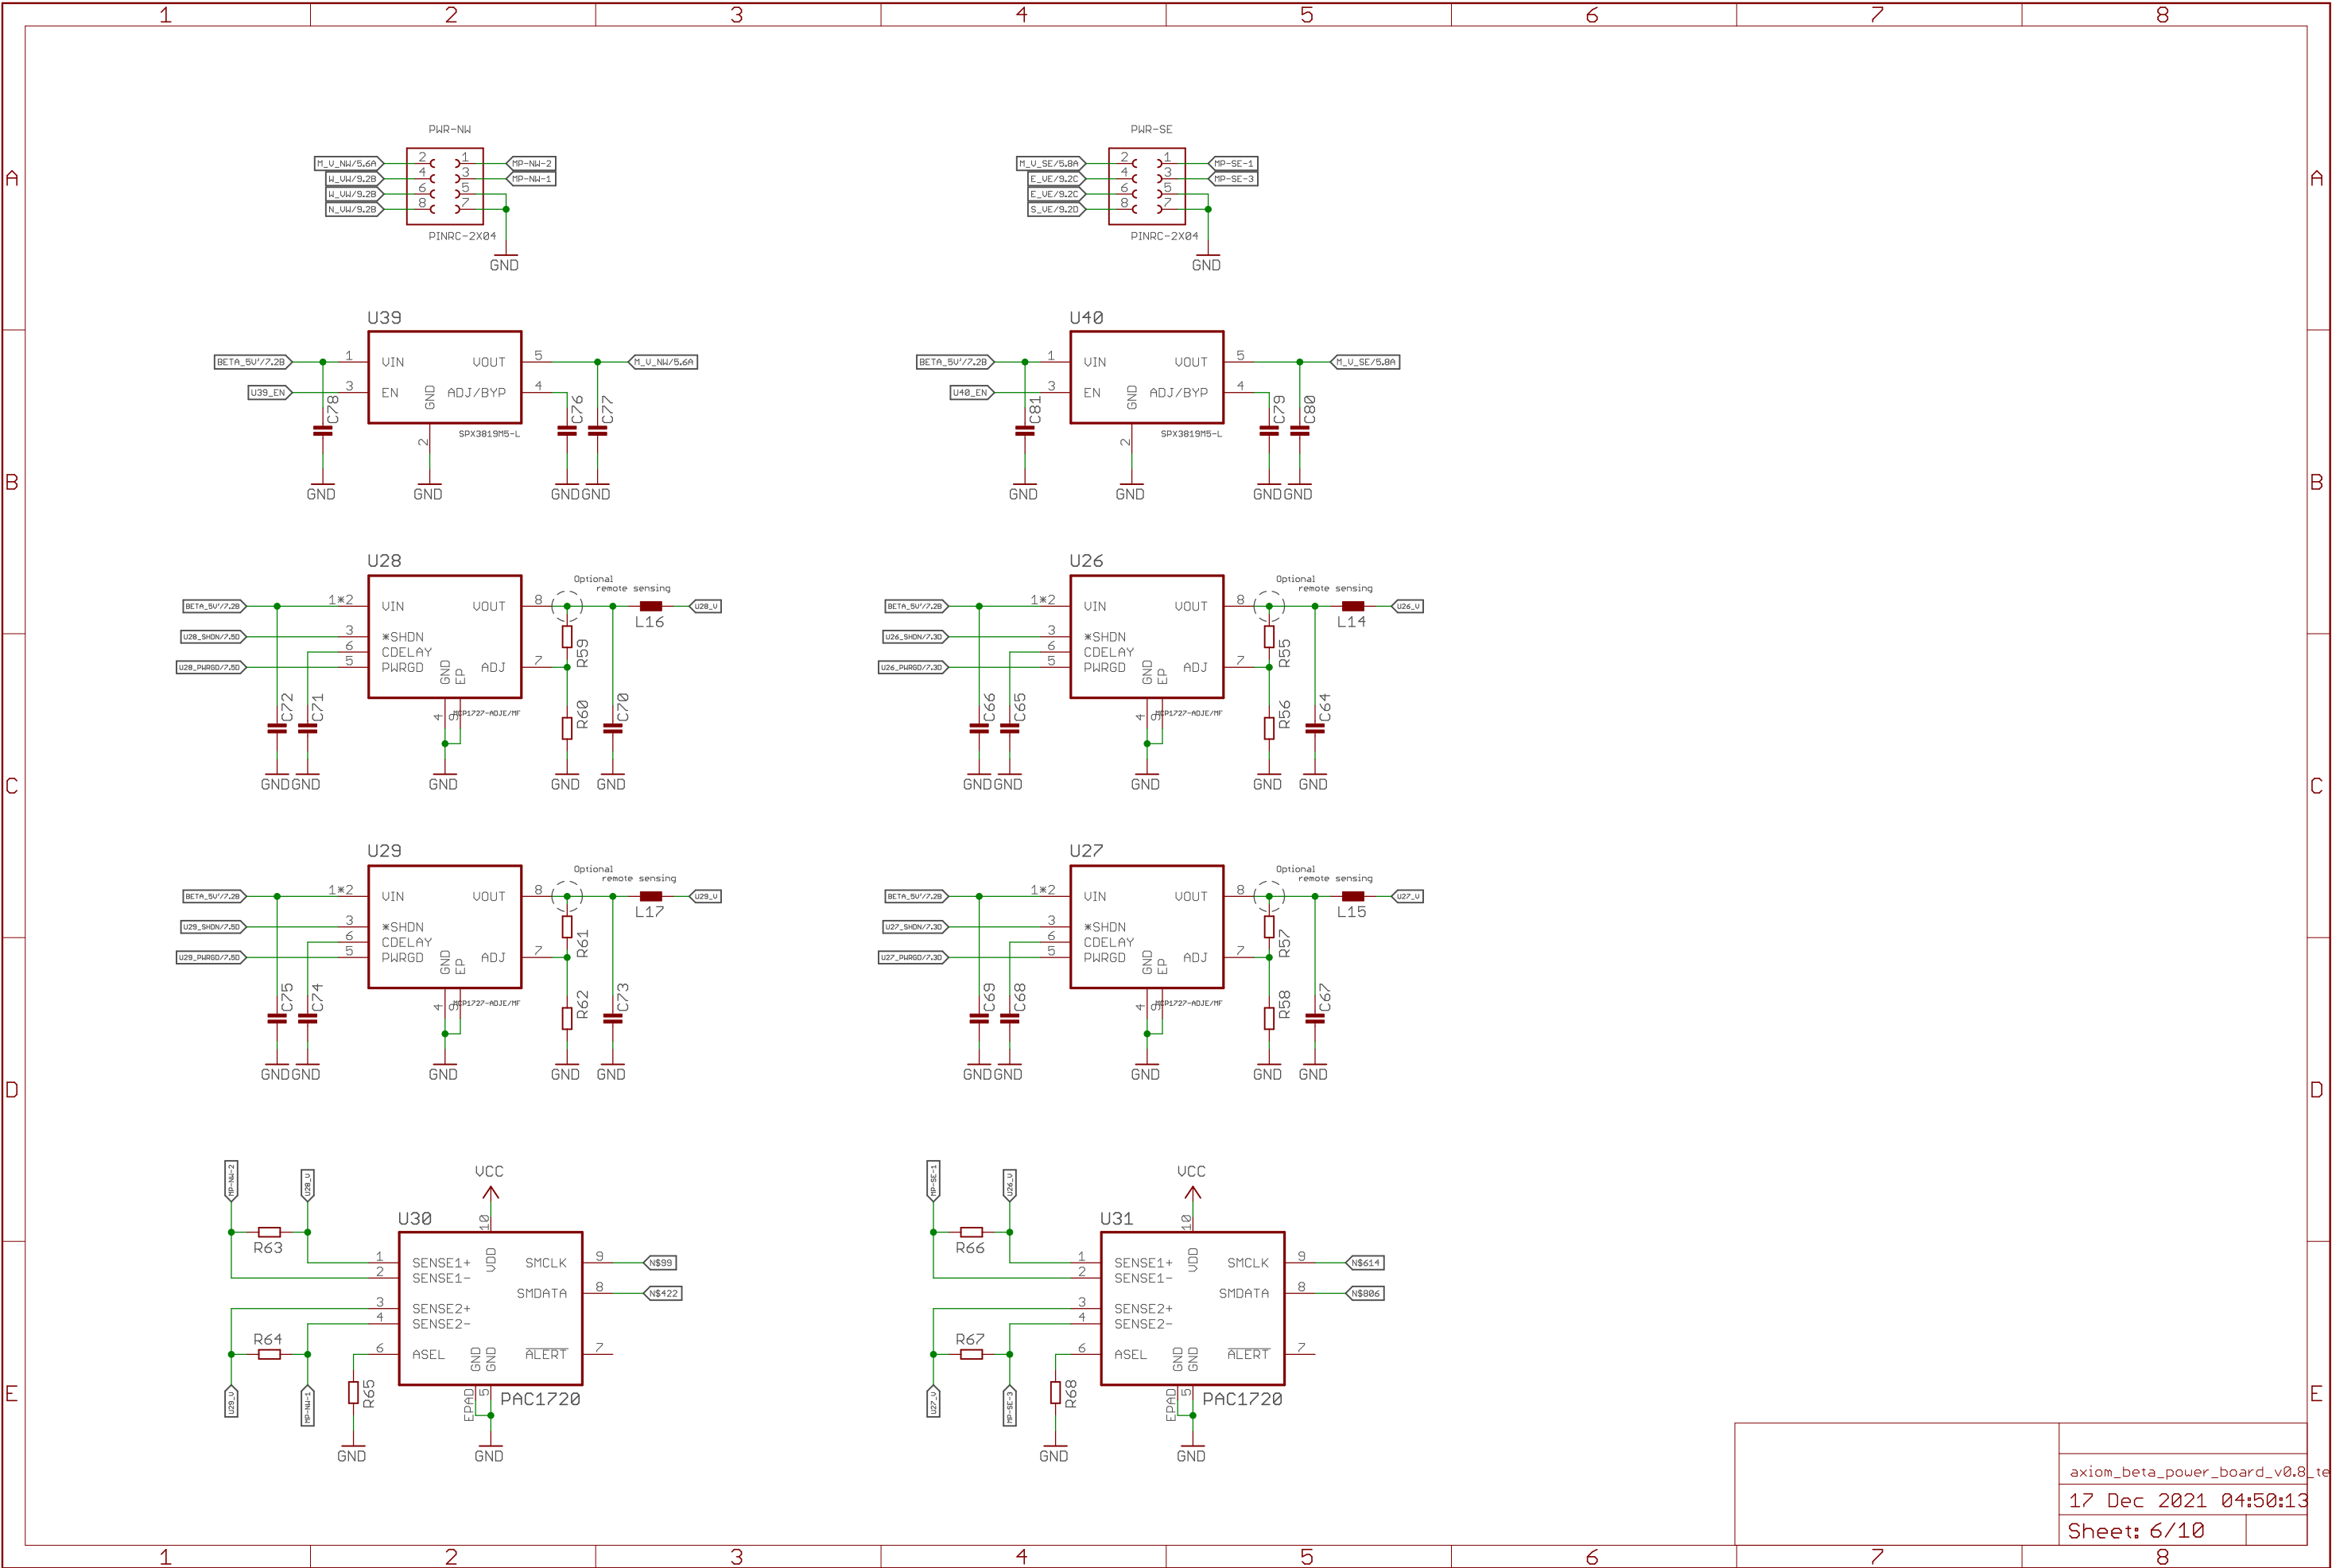 1 2 3 4 5 6 7 8
A A
B B
C C
D D
E E
PWR-NW
M_V_NW/5.6A 2 1 MP-NW-2
W_VW/9.2B 4 3 MP-NW-1
W_VW/9.2B 6 5
N_VW/9.2B 8 7
PINRC-2X04
GND
PWR-SE
M_V_SE/5.8A 2 1 MP-SE-1
E_VE/9.2C 4 3 MP-SE-3
E_VE/9.2C 6 5
S_VE/9.2D 8 7
PINRC-2X04
GND
U39
BETA_5V'/7.2B 1 VIN VOUT 5 M_V_NW/5.6A
U39_EN 3 EN GND ADJ/BYP 4
C78 2 SPX3819M5-L C76 C77
GND GND GND GND
U40
BETA_5V'/7.2B 1 VIN VOUT 5 M_V_SE/5.8A
U40_EN 3 EN GND ADJ/BYP 4
C81 2 SPX3819M5-L C79 C80
GND GND GND GND
U28
Optional
remote sensing
BETA_5V'/7.2B 1*2 VIN VOUT 8 U28_V
L16
U28_SHDN/7.5D 3 *SHDN
6 CDELAY
U28_PWRGD/7.5D 5 PWRGD GND EP ADJ 7 R59
C72 C71 4 9 MCP1727-ADJE/MF R60 C70
GND GND GND GND GND
U26
Optional
remote sensing
BETA_5V'/7.2B 1*2 VIN VOUT 8 U26_V
L14
U26_SHDN/7.3D 3 *SHDN
6 CDELAY
U26_PWRGD/7.3D 5 PWRGD GND EP ADJ 7 R55
C66 C65 4 9 MCP1727-ADJE/MF R56 C64
GND GND GND GND GND
U29
Optional
remote sensing
BETA_5V'/7.2B 1*2 VIN VOUT 8 U29_V
L17
U29_SHDN/7.5D 3 *SHDN
6 CDELAY
U29_PWRGD/7.5D 5 PWRGD GND EP ADJ 7 R61
C75 C74 4 9 MCP1727-ADJE/MF R62 C73
GND GND GND GND GND
U27
Optional
remote sensing
BETA_5V'/7.2B 1*2 VIN VOUT 8 U27_V
L15
U27_SHDN/7.3D 3 *SHDN
6 CDELAY
U27_PWRGD/7.3D 5 PWRGD GND EP ADJ 7 R57
C69 C68 4 9 MCP1727-ADJE/MF R58 C67
GND GND GND GND GND
MP-NW-2 U28_V VCC
U30 10
R63
1 SENSE1+ VDD SMCLK 9 N$99
2 SENSE1-
SMDATA 8 N$422
3 SENSE2+
4 SENSE2-
R64
6 ASEL GND GND ALERT 7
U29_V MP-NW-1 R65 EPAD 5 PAC1720
GND GND
MP-SE-1 U26_V VCC
U31 10
R66
1 SENSE1+ VDD SMCLK 9 N$614
2 SENSE1-
SMDATA 8 N$806
3 SENSE2+
4 SENSE2-
R67
6 ASEL GND GND ALERT 7
U27_V MP-SE-3 R68 EPAD 5 PAC1720
GND GND
axiom_beta_power_board_v0.8_te
17 Dec 2021 04:50:13
Sheet: 6/10
1 2 3 4 5 6 7 8